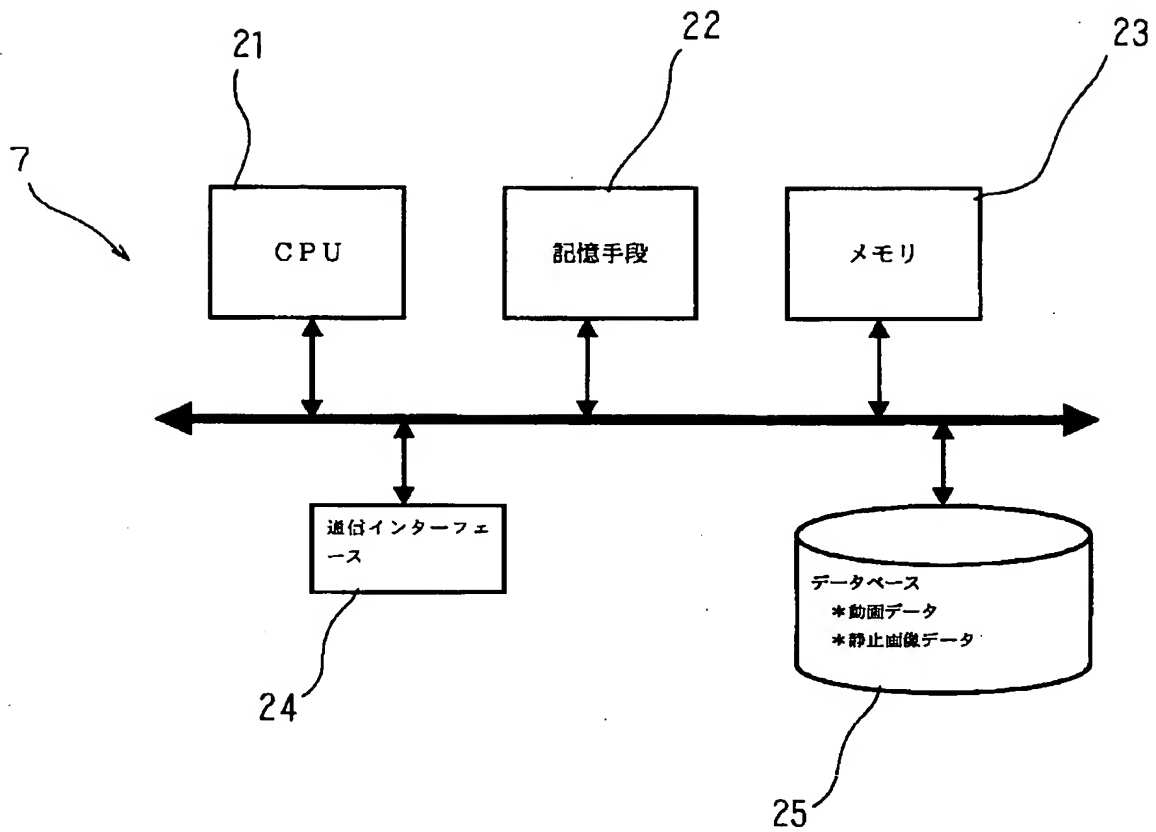 21
22
23
7
CPU
記憶手段
メモリ
通信インターフェ
ース
データベース
*動画データ
*静止画像データ
24
25